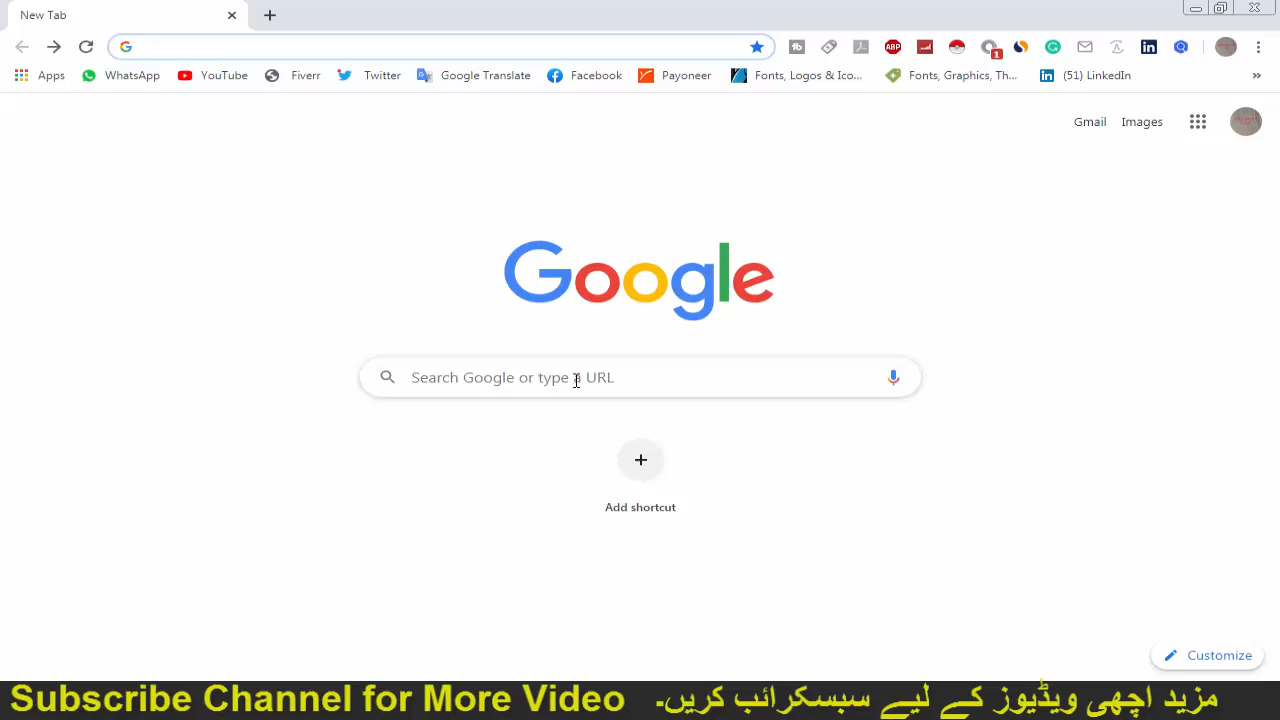 New Tab
ABP
1
Apps WhatsApp YouTube Fiverr Twitter Google Translate Facebook Payoneer Fonts, Logos & Ico... Fonts, Graphics, Th... (51) LinkedIn
Gmail Images
Google
Search Google or type a URL
Add shortcut
Customize
Subscribe Channel for More Video مزید اچھی ویڈیوز کے لیے سبسکرائب کریں۔